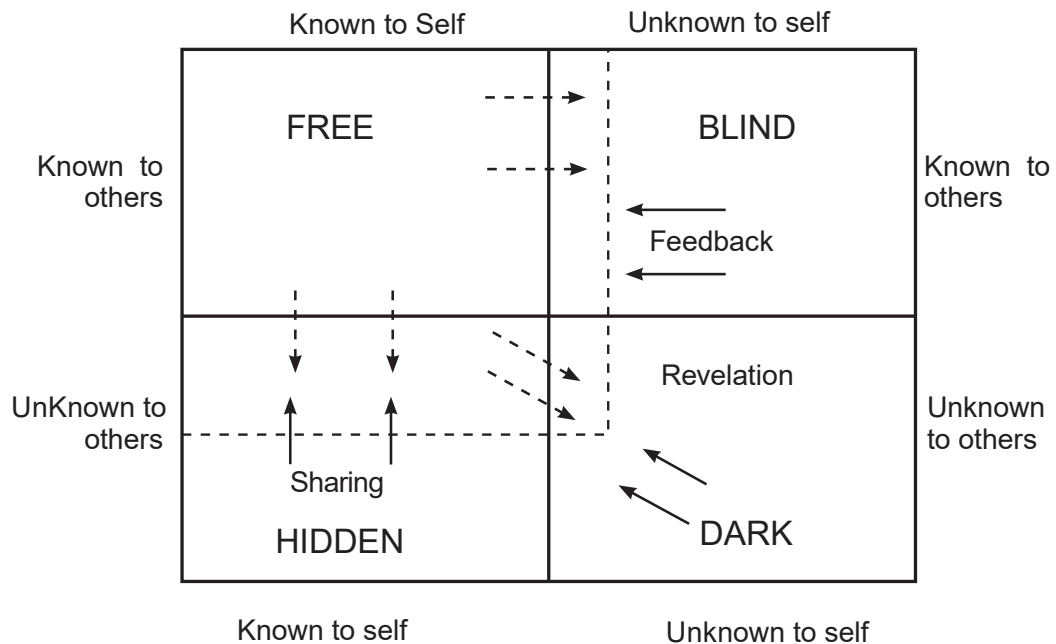 Known to Self
Unknown to self
FREE
BLIND
Known to
others
Known to
others
Feedback
Revelation
UnKnown to
others
Unknown
to others
Sharing
HIDDEN
DARK
Known to self
Unknown to self